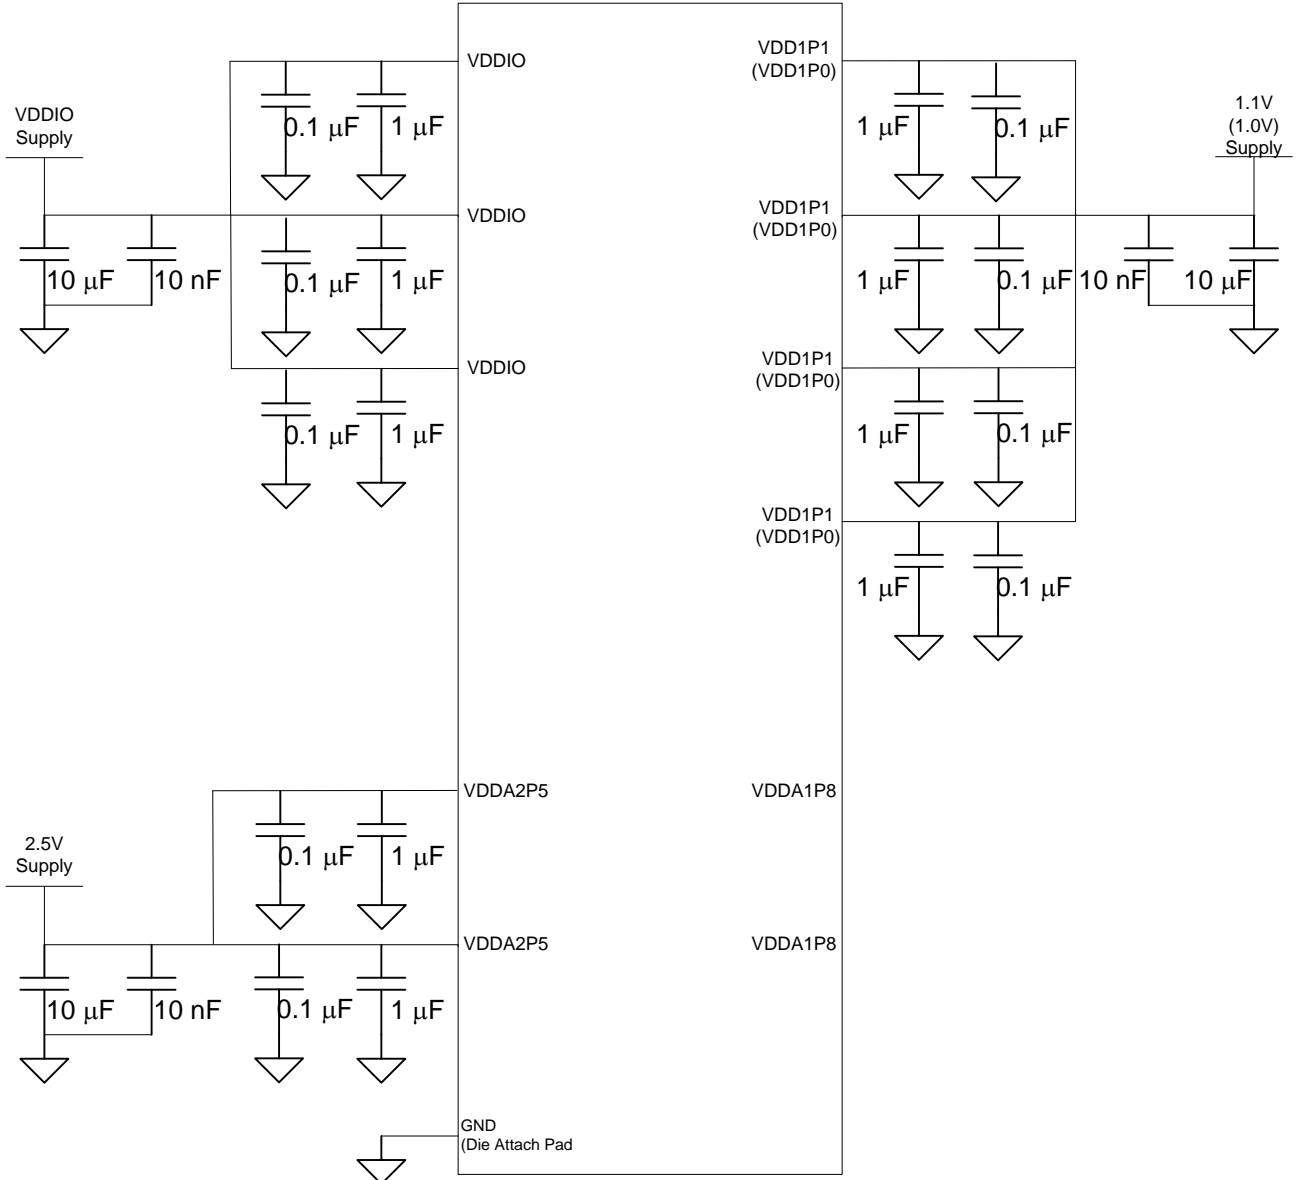 VDDIO
Supply
10 μF
10 nF
VDDIO
0.1 μF
1 μF
VDDIO
0.1 μF
1 μF
VDDIO
0.1 μF
1 μF
VDD1P1
(VDD1P0)
1 μF
0.1 μF
VDD1P1
(VDD1P0)
1 μF
0.1 μF
10 nF
10 μF
1.1V
(1.0V)
Supply
VDD1P1
(VDD1P0)
1 μF
0.1 μF
VDD1P1
(VDD1P0)
1 μF
0.1 μF
2.5V
Supply
10 μF
10 nF
VDDA2P5
0.1 μF
1 μF
VDDA2P5
0.1 μF
1 μF
VDDA1P8
VDDA1P8
GND
(Die Attach Pad